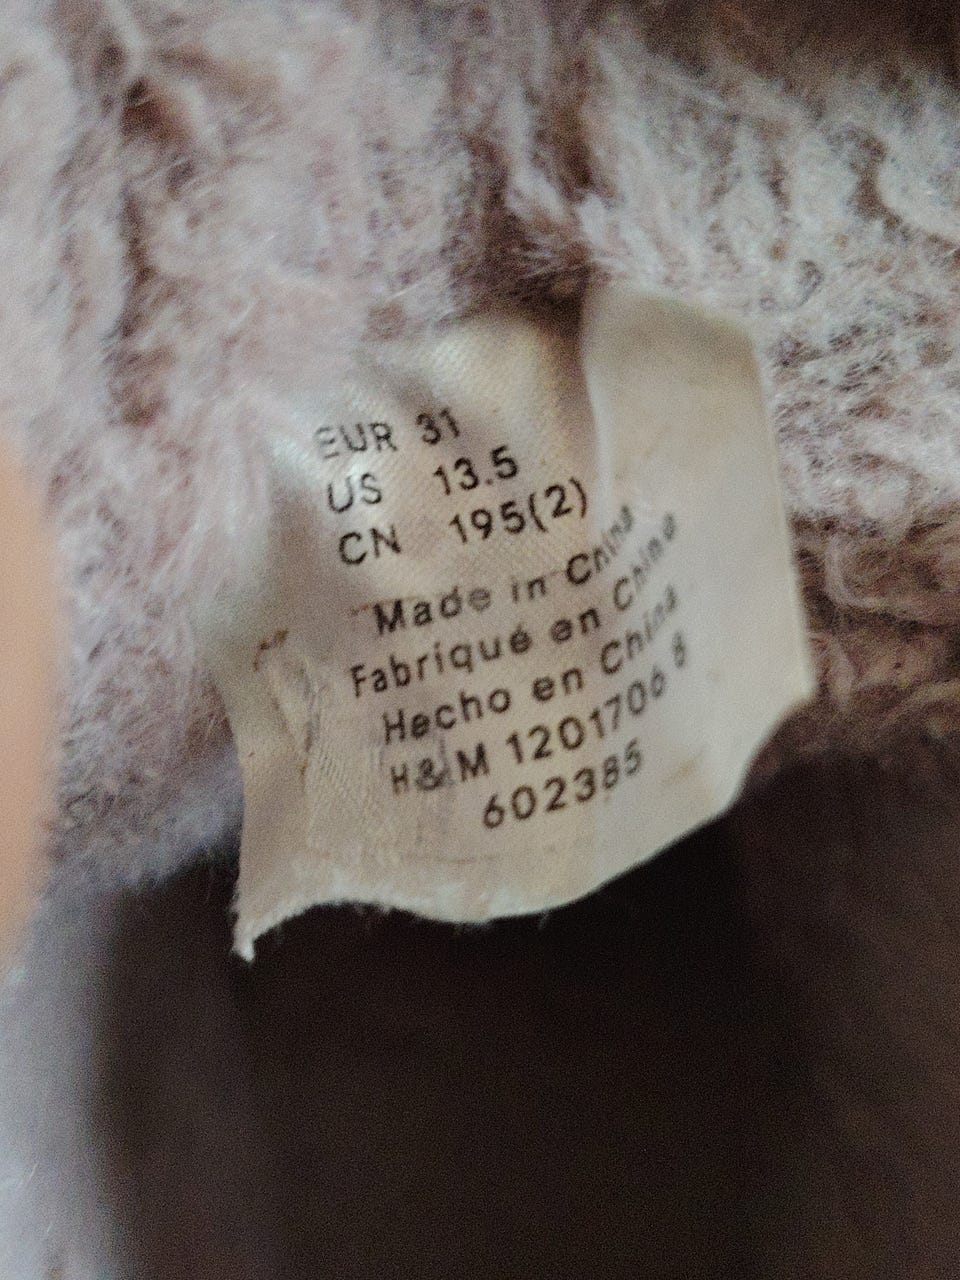 EUR 31
US 13.5
CN 195(2)
Made in China
Fabriqué en China
Hecho en China
H&M 1201706 8
602385